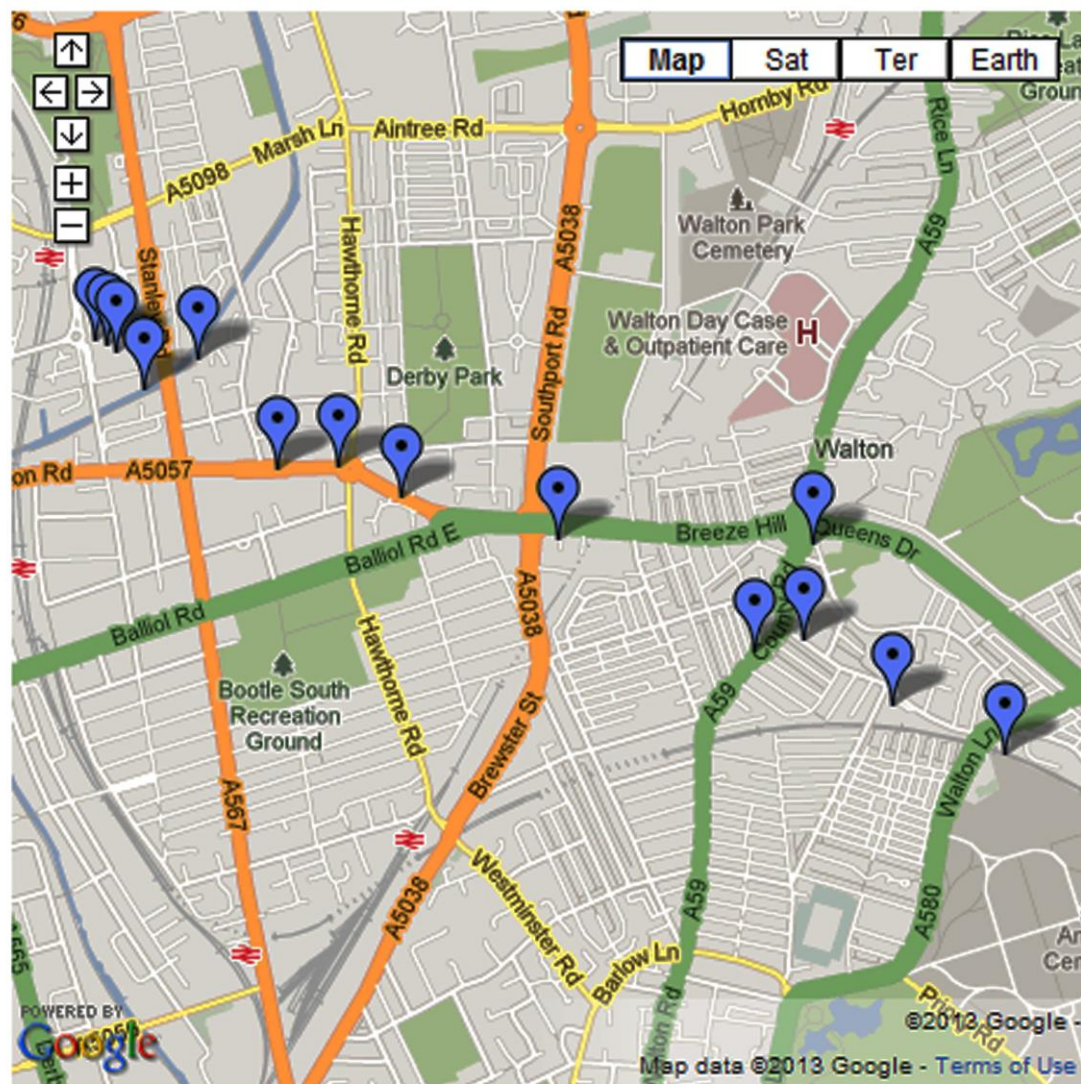 Map
Sat
Ter
Earth
Hornby Rd
Aintree Rd
Marsh Ln
A5098
Rice Ln
A59
Walton Park
Cemetery
Hawthorne Rd
A5038
Southport Rd
Walton Day Case
& Outpatient Care
H
Derby Park
Walton
A5057
Breeze Hill
Queens Dr
Balliol Rd E
Balliol Rd
A5038
Hawthorne Rd
Bootle South
Recreation
Ground
A59
Brewster St
Walton Ln
A567
A5038
Westminster Rd
A59
A580
Barlow Ln
POWERED BY
Google
©2013 Google -
Map data ©2013 Google - Terms of Use